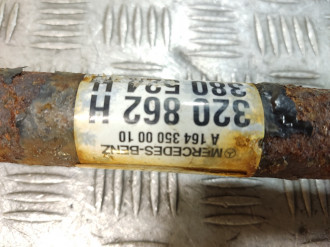 MERCEDES-BENZ
A 164 350 00 10
320 862 H
380 524 H